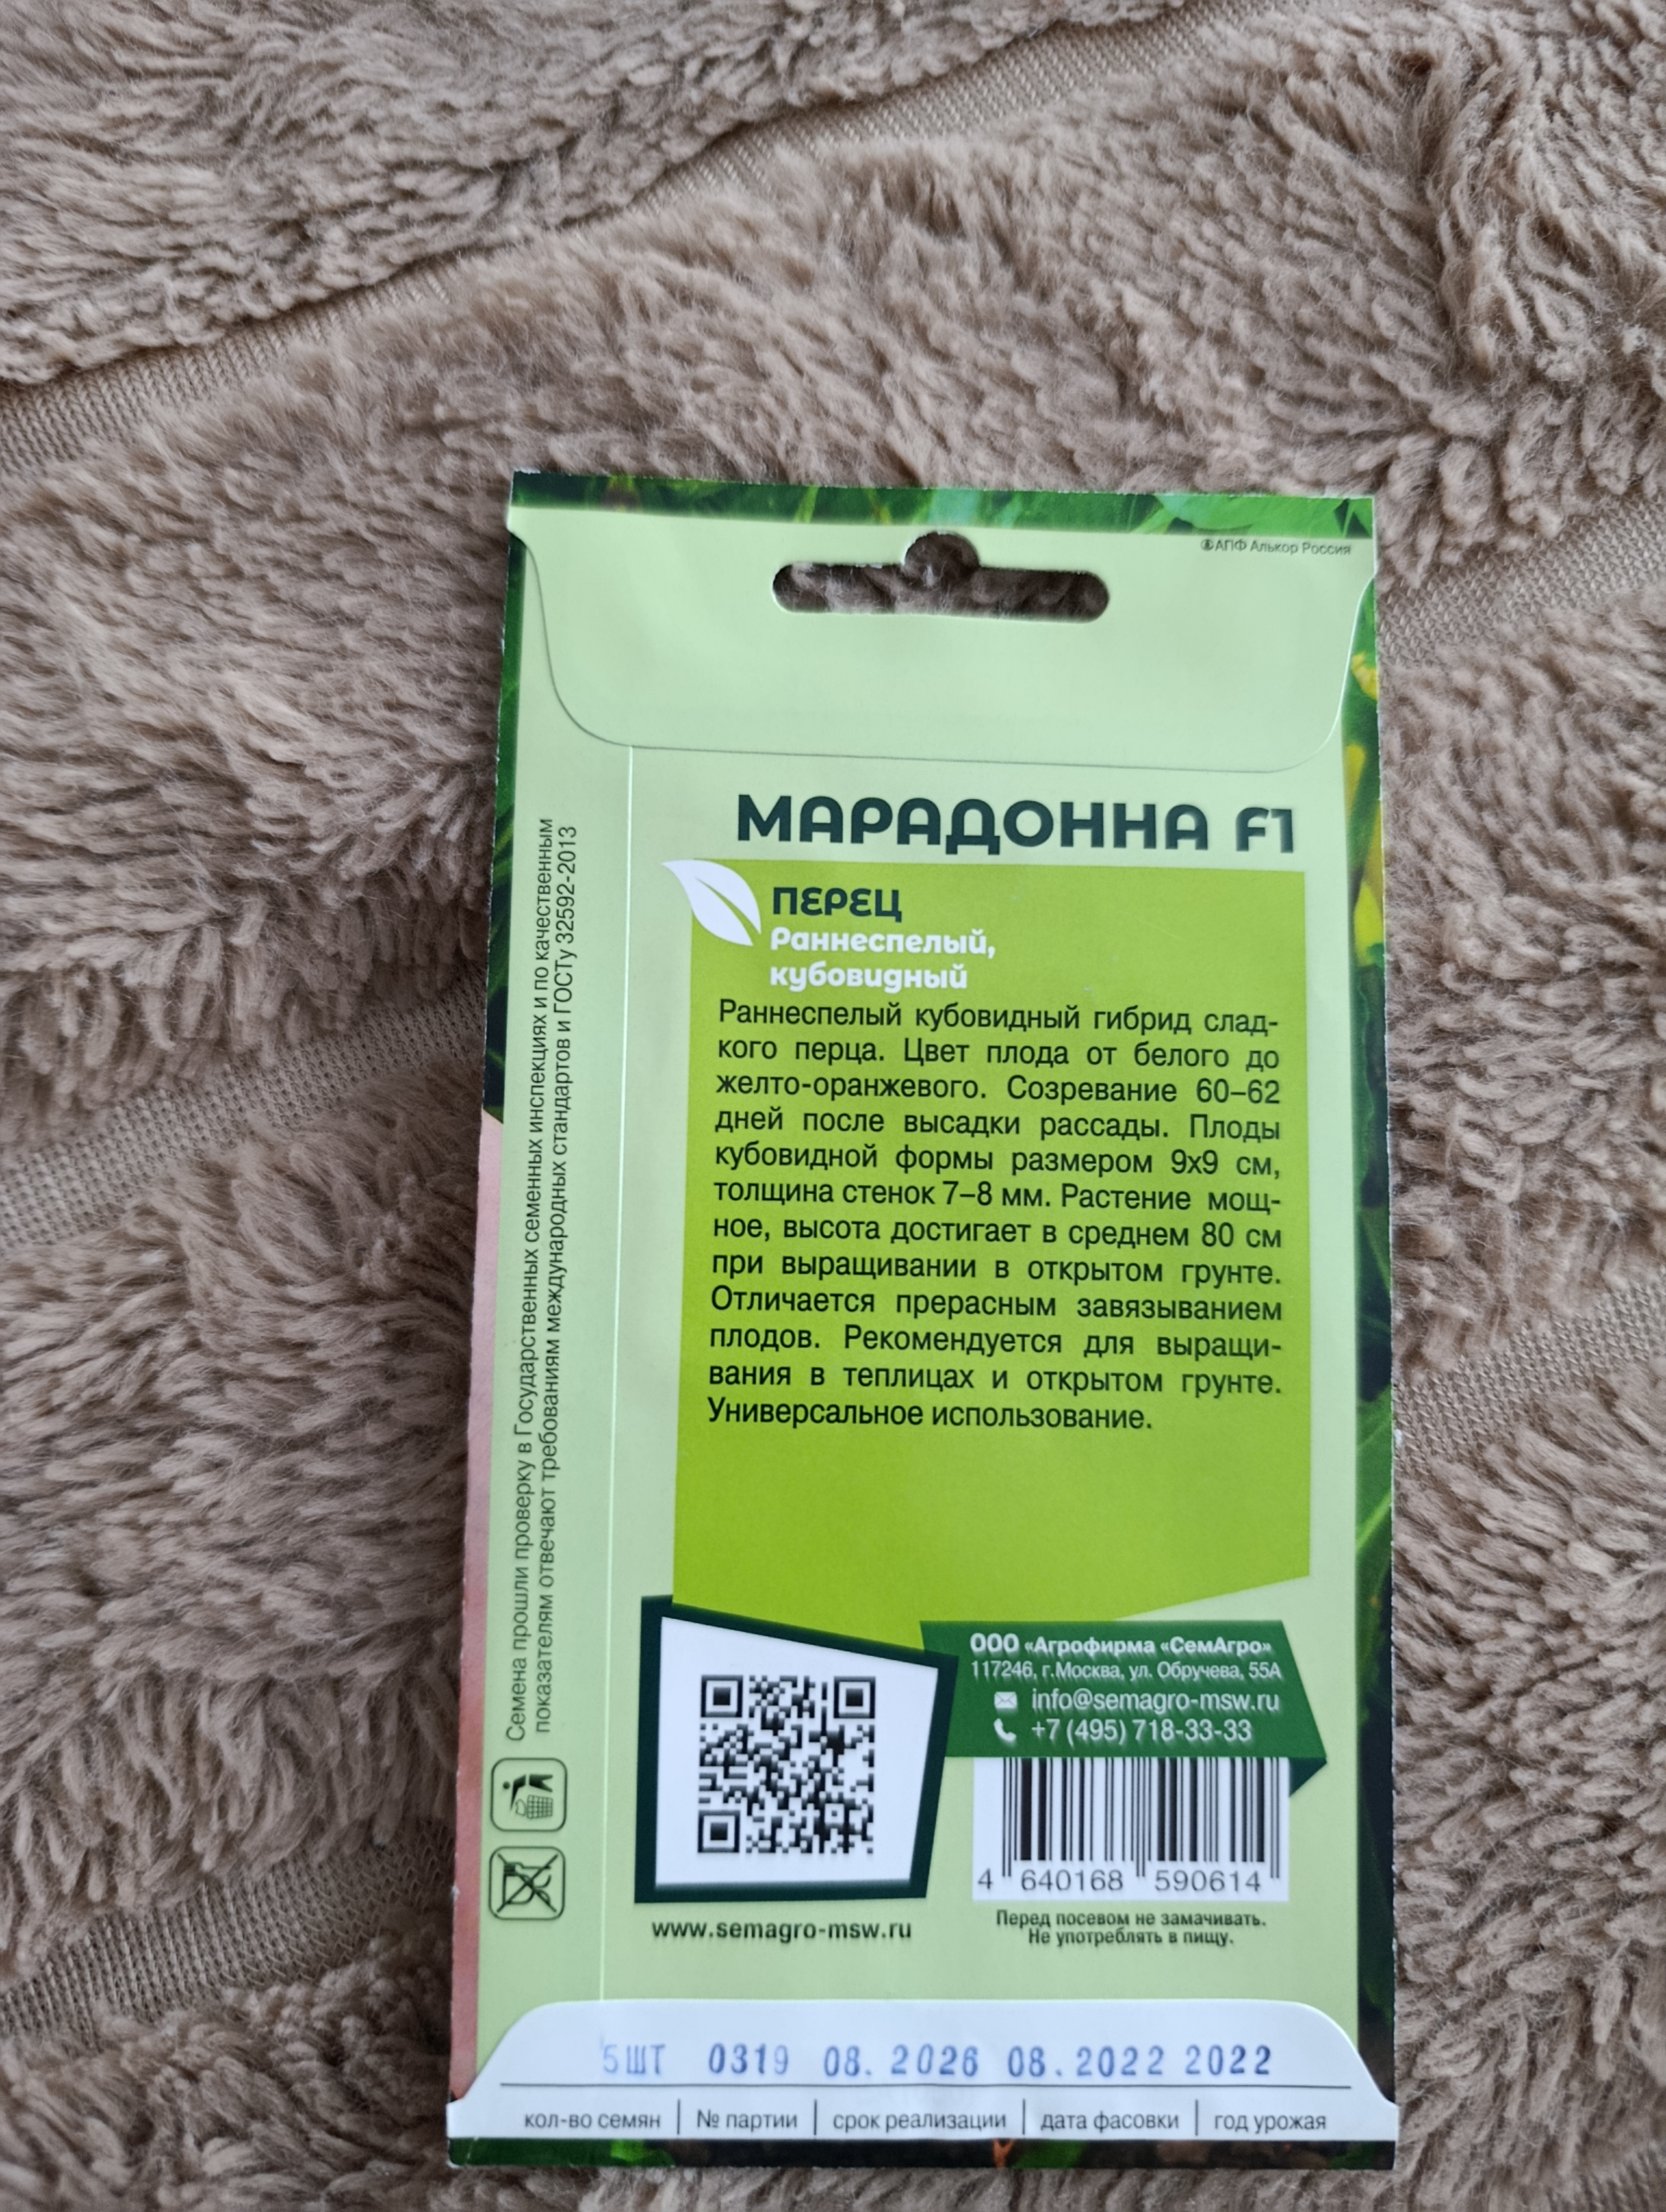 ®АПФ Алькор Россия
МАРАДОННА F1
ПЕРЕЦ
Раннеспелый,
кубовидный
Раннеспелый кубовидный гибрид слад-
кого перца. Цвет плода от белого до
желто-оранжевого. Созревание 60–62
дней после высадки рассады. Плоды
кубовидной формы размером 9х9 см,
толщина стенок 7–8 мм. Растение мощ-
ное, высота достигает в среднем 80 см
при выращивании в открытом грунте.
Отличается прерасным завязыванием
плодов. Рекомендуется для выращи-
вания в теплицах и открытом грунте.
Универсальное использование.
Семена прошли проверку в Государственных семенных инспекциях и по качественным
показателям отвечают требованиям международных стандартов и ГОСТу 32592-2013
ООО «Агрофирма «СемАгро»
117246, г.Москва, ул. Обручева, 55А
info@semagro-msw.ru
+7 (495) 718-33-33
4 640168 590614
www.semagro-msw.ru
Перед посевом не замачивать.
Не употреблять в пищу.
5ШТ 0319 08.2026 08.2022 2022
кол-во семян | № партии | срок реализации | дата фасовки | год урожая